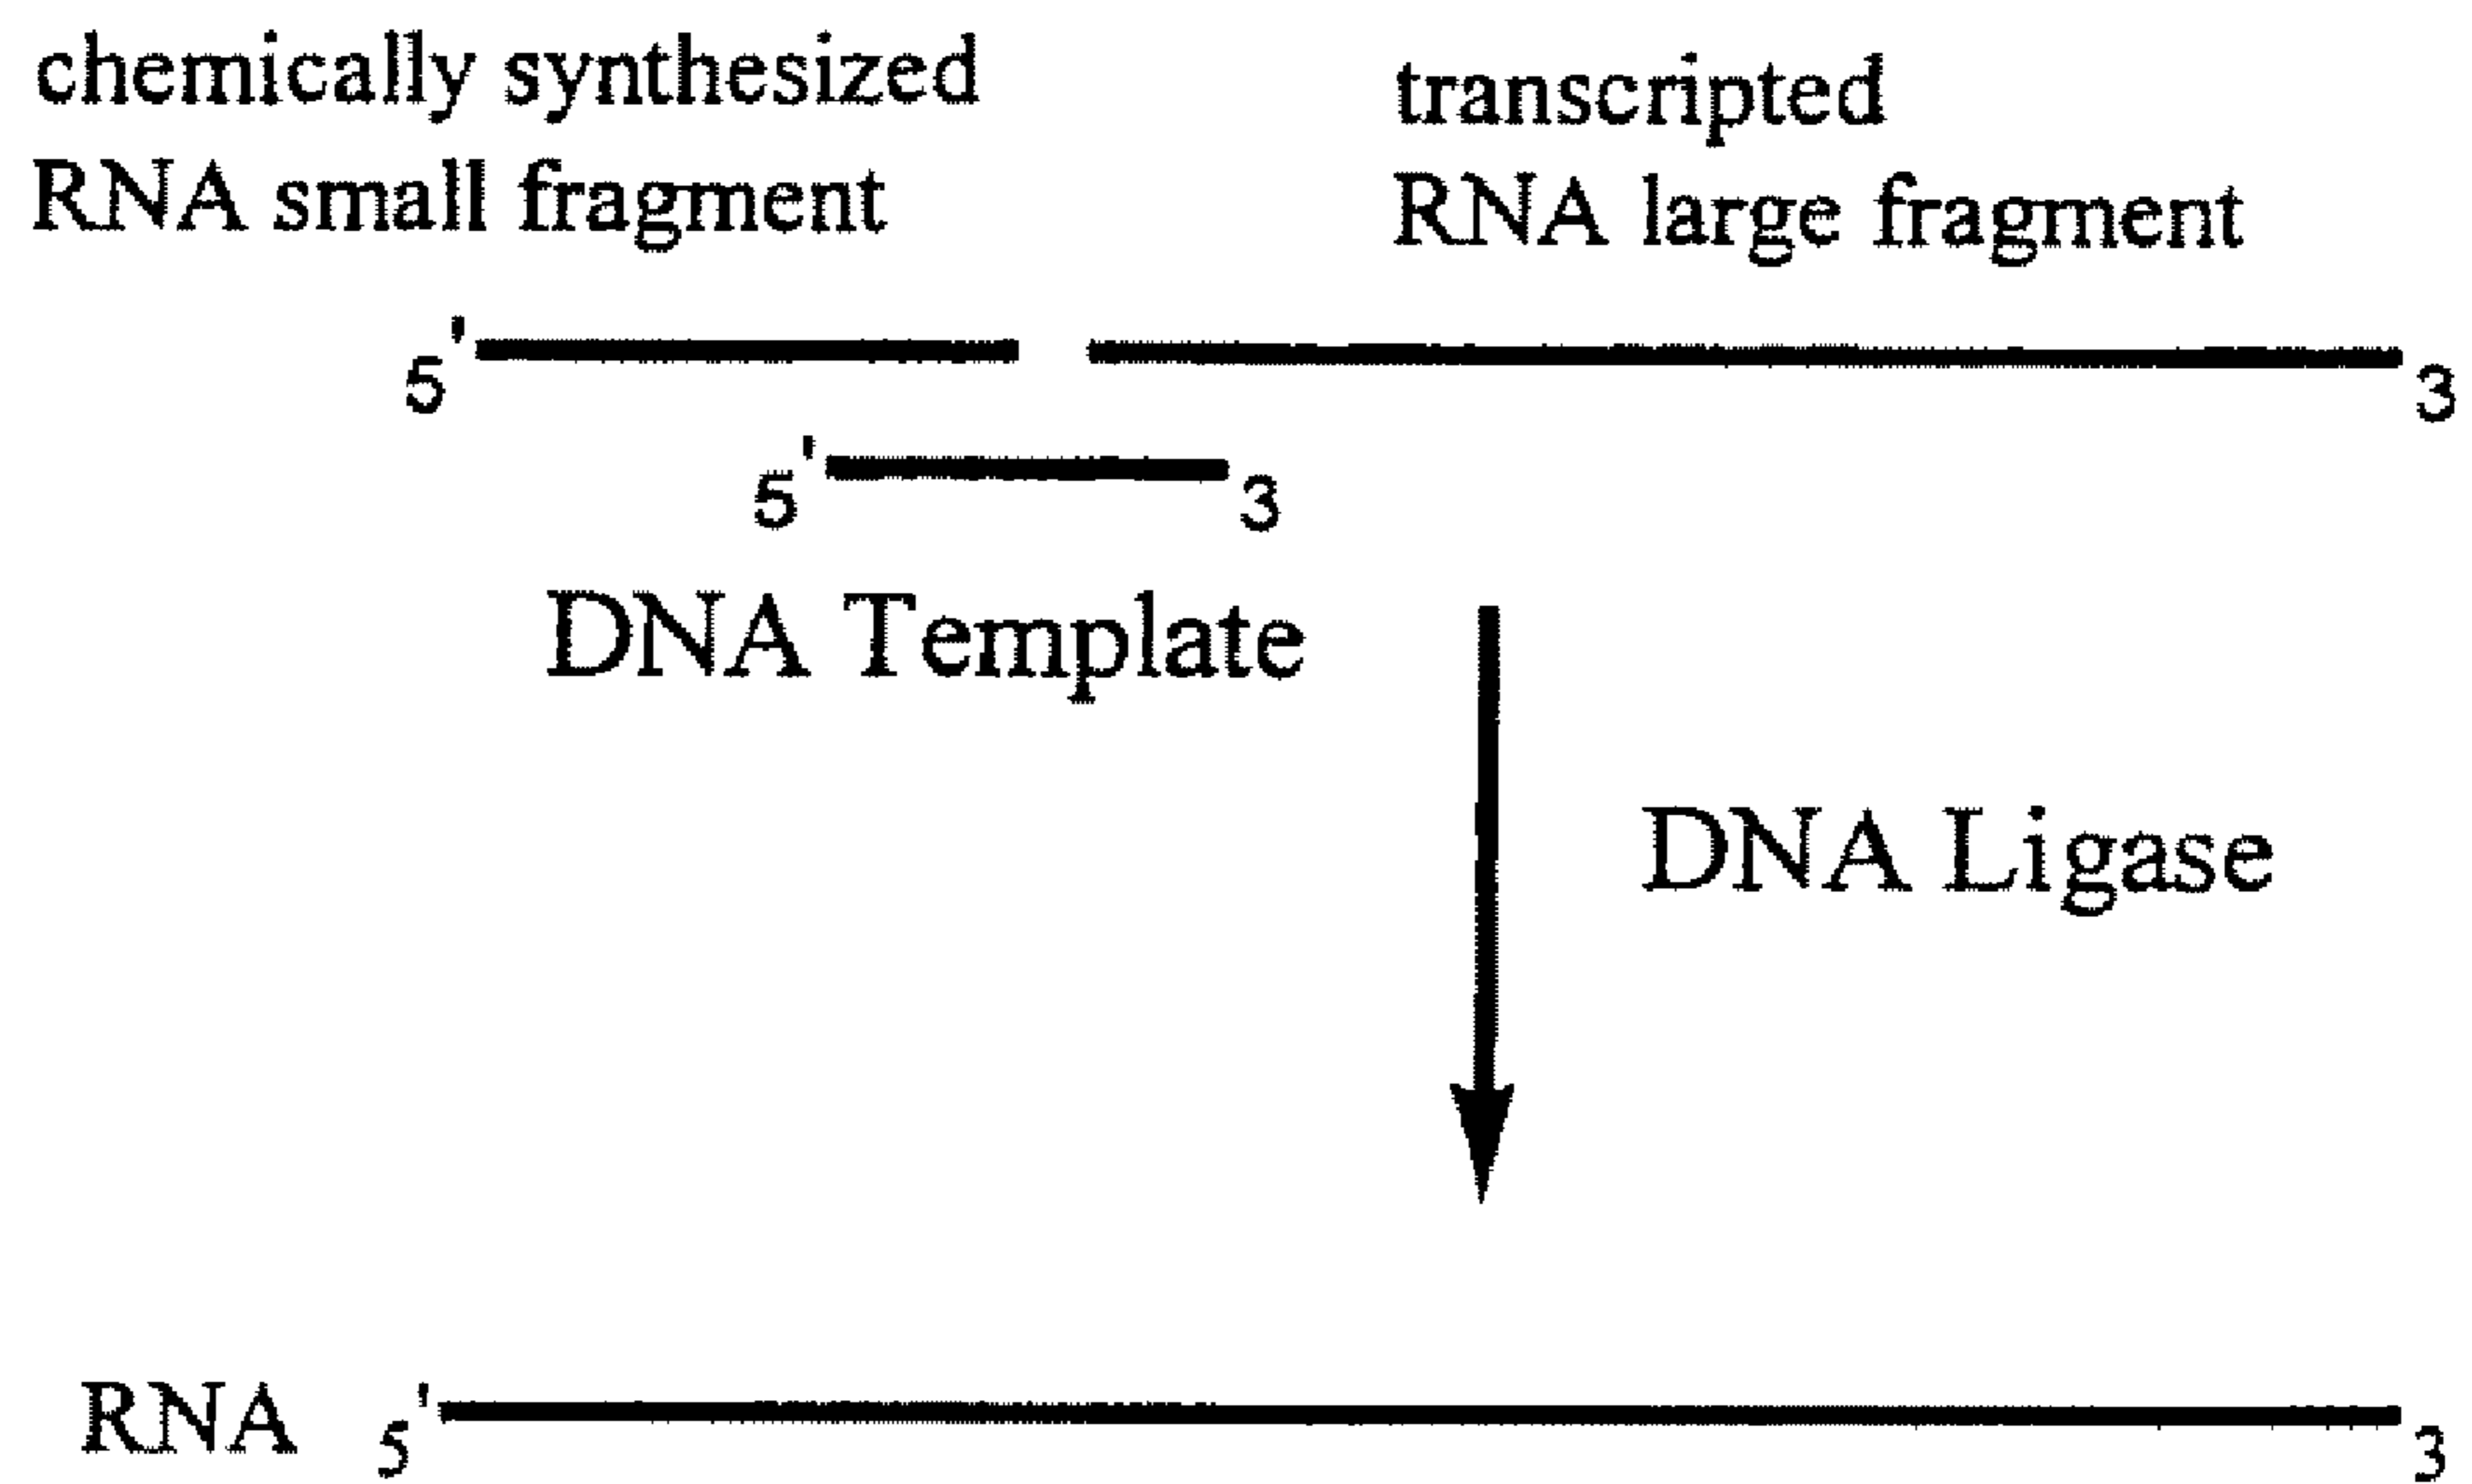 chemically synthesized
RNA small fragment
transcripted
RNA large fragment
5' 3
5' 3
DNA Template
DNA Ligase
RNA 5' 3